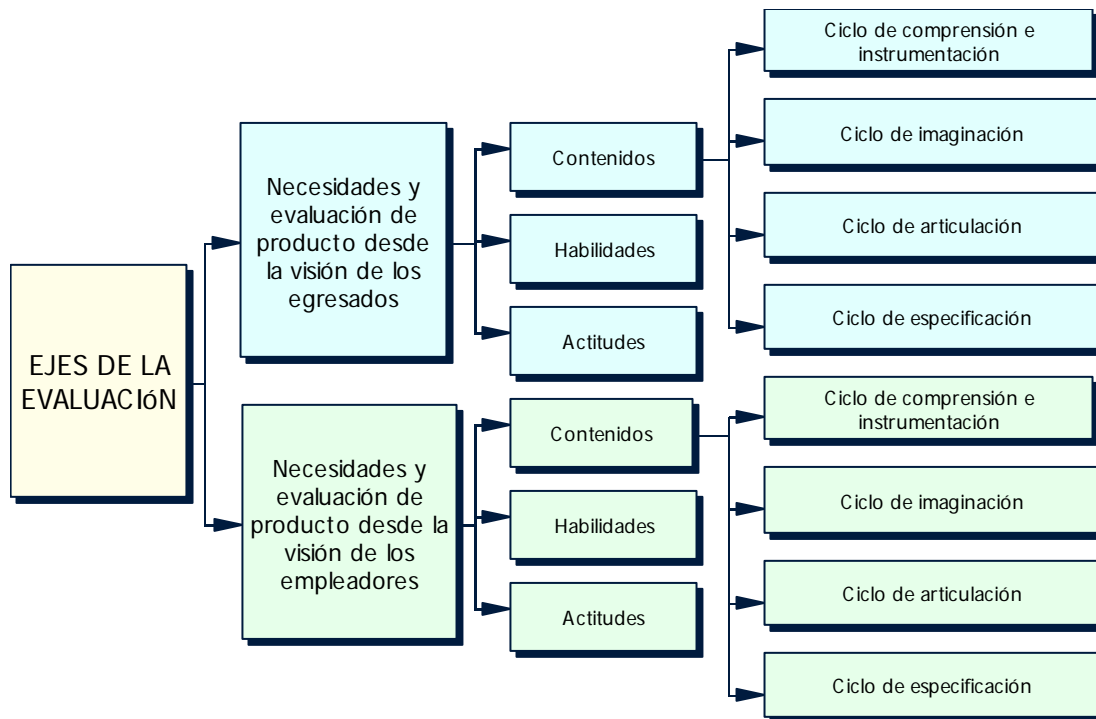 EJES DE LA
EVALUACIóN
Necesidades y
evaluación de
producto desde
la visión de los
egresados
Contenidos
Habilidades
Actitudes
Ciclo de comprensión e
instrumentación
Ciclo de imaginación
Ciclo de articulación
Ciclo de especificación
Necesidades y
evaluación de
producto desde la
visión de los
empleadores
Contenidos
Habilidades
Actitudes
Ciclo de comprensión e
instrumentación
Ciclo de imaginación
Ciclo de articulación
Ciclo de especificación